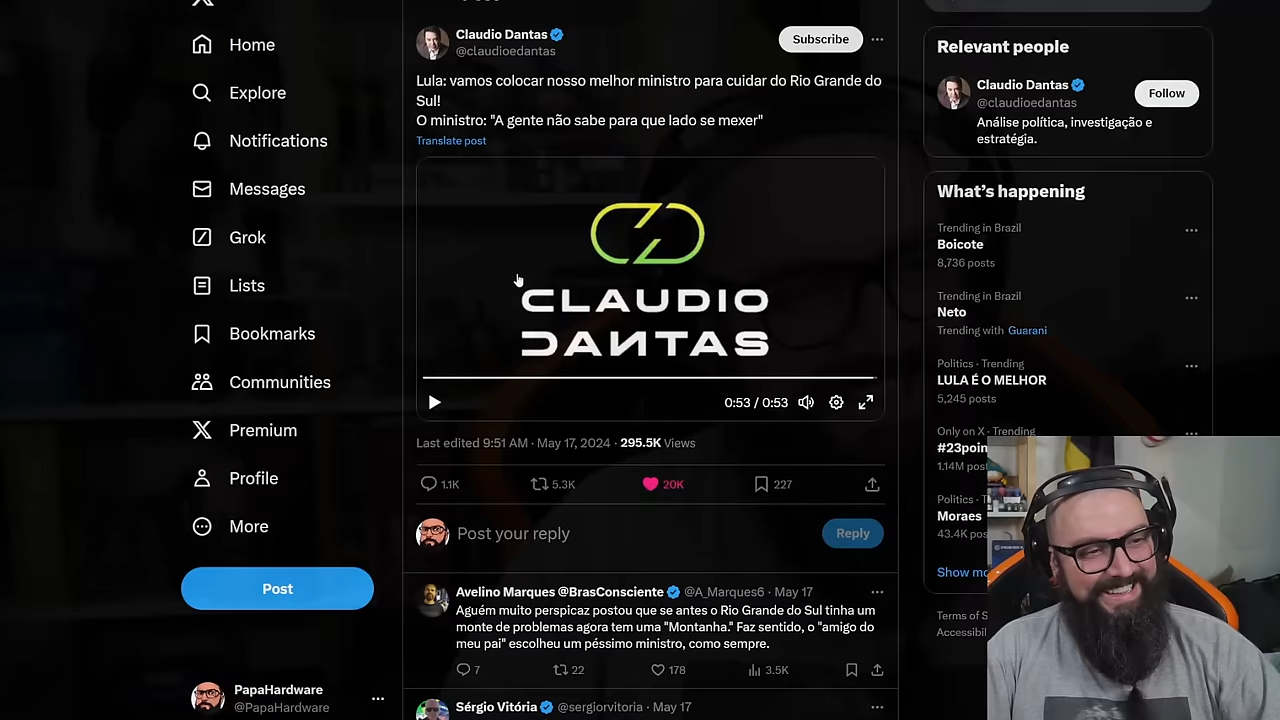 Home
Explore
Notifications
Messages
Grok
Lists
Bookmarks
Communities
Premium
Profile
More
Post
PapaHardware
@PapaHardware
Claudio Dantas
@claudioedantas
Subscribe
Lula: vamos colocar nosso melhor ministro para cuidar do Rio Grande do
Sul!
O ministro: "A gente não sabe para que lado se mexer"
Translate post
CLAUDIO
DANTAS
0:53 / 0:53
Last edited 9:51 AM · May 17, 2024 · 295.5K Views
1.1K
5.3K
20K
227
Post your reply
Reply
Avelino Marques @BrasConsciente @A_Marques6 · May 17
Aguém muito perspicaz postou que se antes o Rio Grande do Sul tinha um
monte de problemas agora tem uma "Montanha." Faz sentido, o "amigo do
meu pai" escolheu um péssimo ministro, como sempre.
7
22
178
3.5K
Sérgio Vitória @sergiorvitoria · May 17
Relevant people
Claudio Dantas
@claudioedantas
Follow
Análise política, investigação e
estratégia.
What's happening
Trending in Brazil
Boicote
8,736 posts
Trending in Brazil
Neto
Trending with Guarani
Politics · Trending
LULA É O MELHOR
5,245 posts
Only on X · Trending
#23poin
1.14M post
Politics · T
Moraes
43.4K pos
Show mo
Terms of S
Accessibil